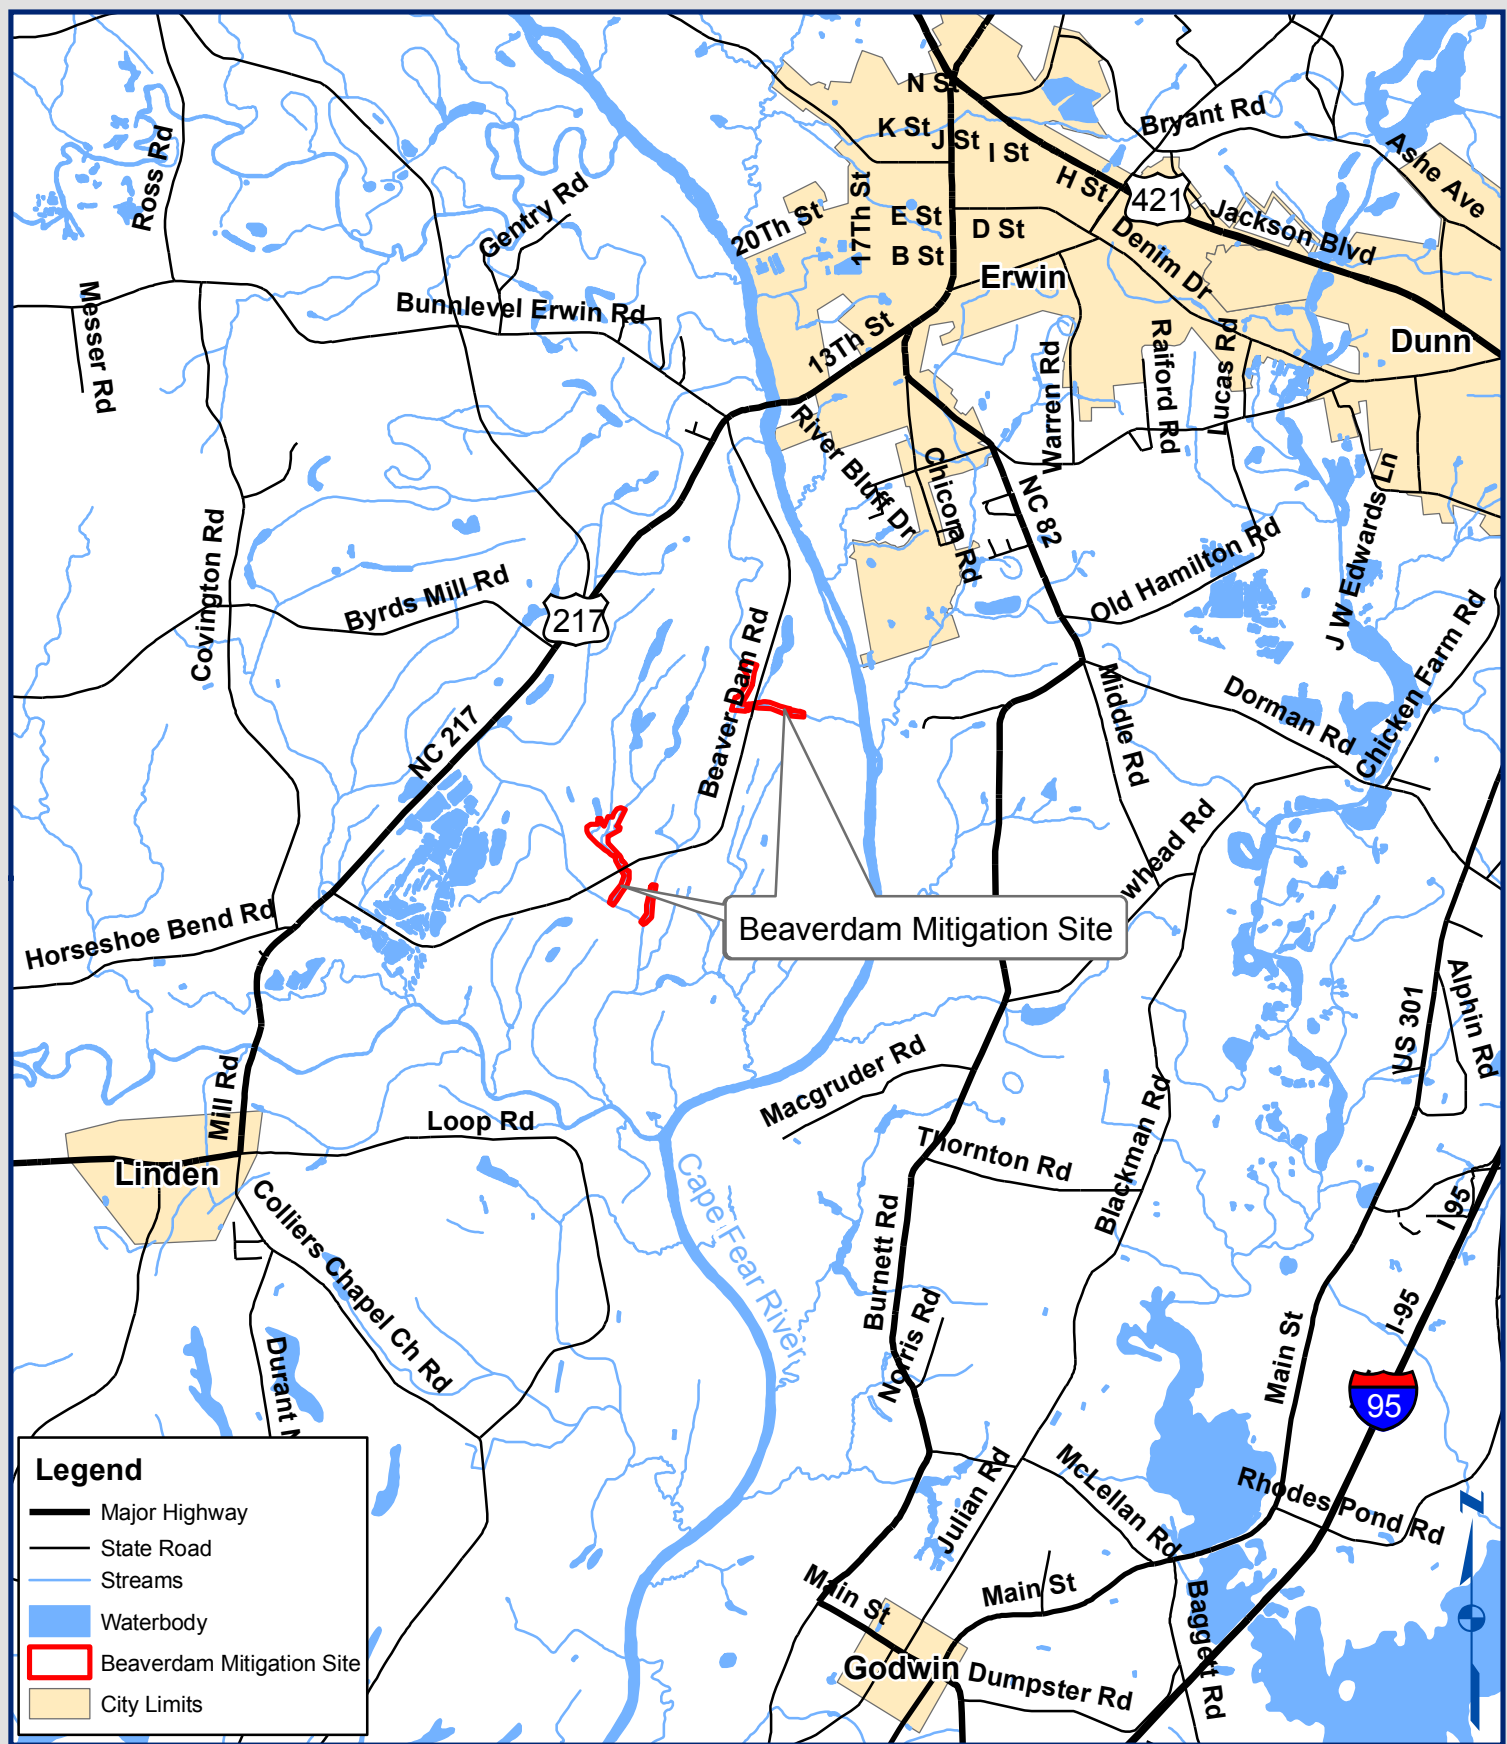 N St
K St
J St
I St
Bryant Rd
Ashe Ave
H St
421
Jackson Blvd
Ross Rd
Gentry Rd
20Th St
17Th St
E St
D St
B St
Denim Dr
Erwin
Messer Rd
Bunnlevel Erwin Rd
13Th St
Warren Rd
Raiford Rd
Lucas Rd
Dunn
River Bluff Dr
Chicora Rd
NC 82
J W Edwards Ln
Covington Rd
Byrds Mill Rd
217
Old Hamilton Rd
Beaver Dam Rd
Middle Rd
Dorman Rd
Chicken Farm Rd
NC 217
whead Rd
Horseshoe Bend Rd
Beaverdam Mitigation Site
US 301
Alphin Rd
Mill Rd
Loop Rd
Macgruder Rd
Thornton Rd
Blackman Rd
Linden
Cape Fear River
I 95
Colliers Chapel Ch Rd
Burnett Rd
Norris Rd
I-95
Main St
Durant N
95
Julian Rd
McLellan Rd
Rhodes Pond Rd
Main St
Main St
Baggett Rd
Godwin
Dumpster Rd
Legend
Major Highway
State Road
Streams
Waterbody
Beaverdam Mitigation Site
City Limits
Z